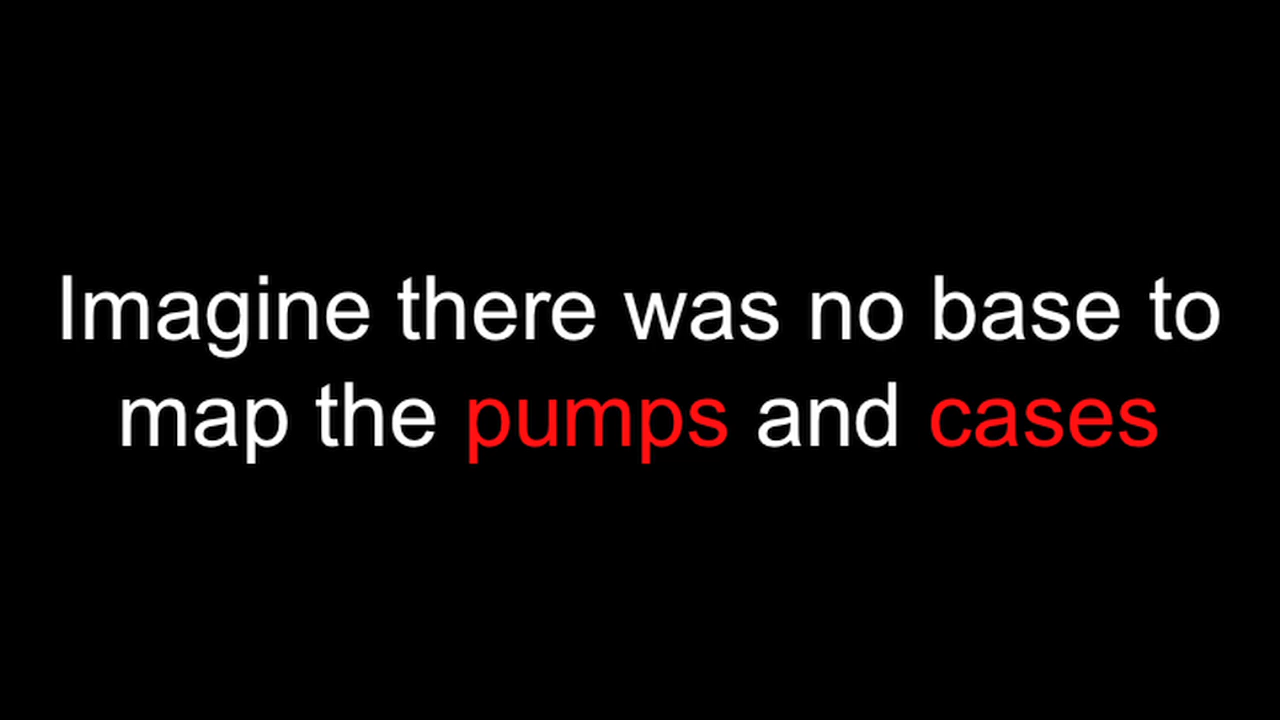 Imagine there was no base to
map the pumps and cases